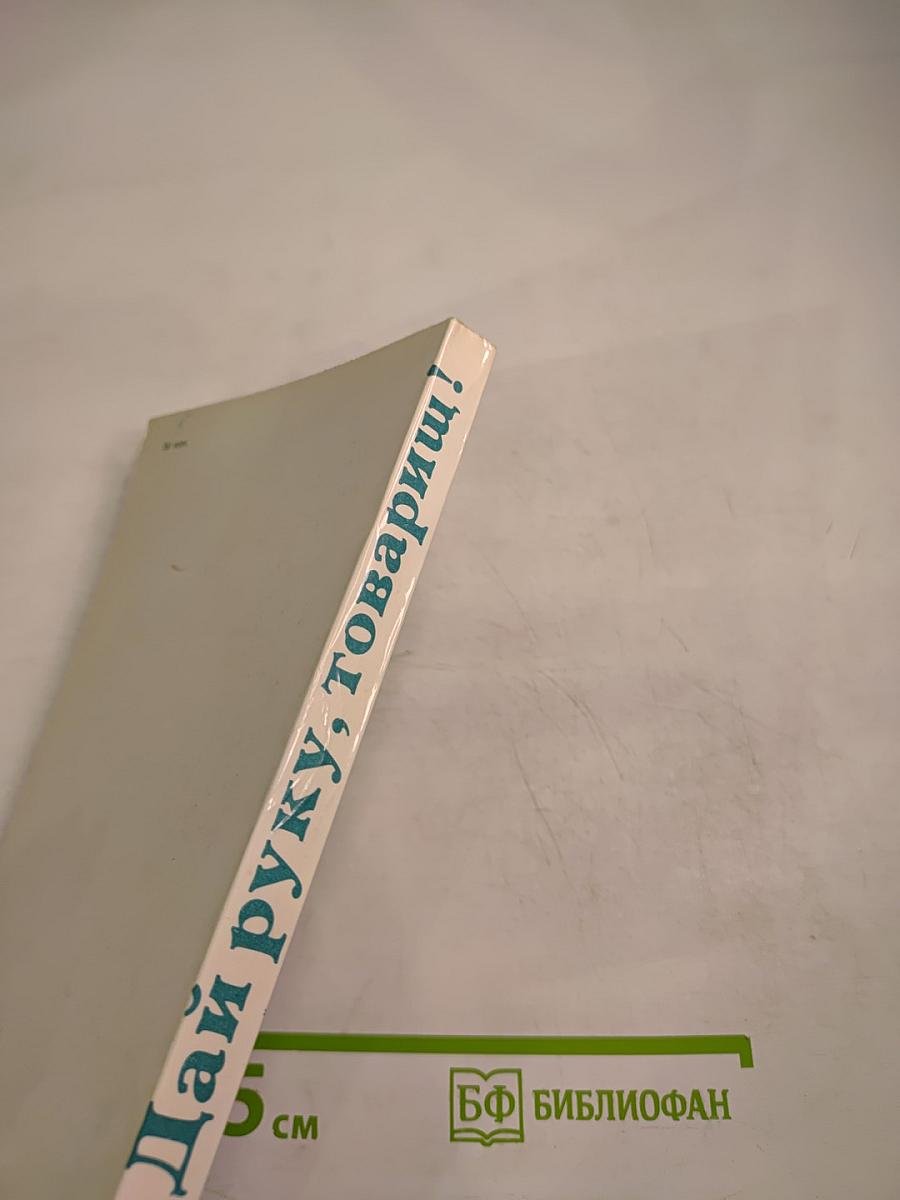 Дай руку, товарищ!
5 см
БФ БИБЛИОФАН